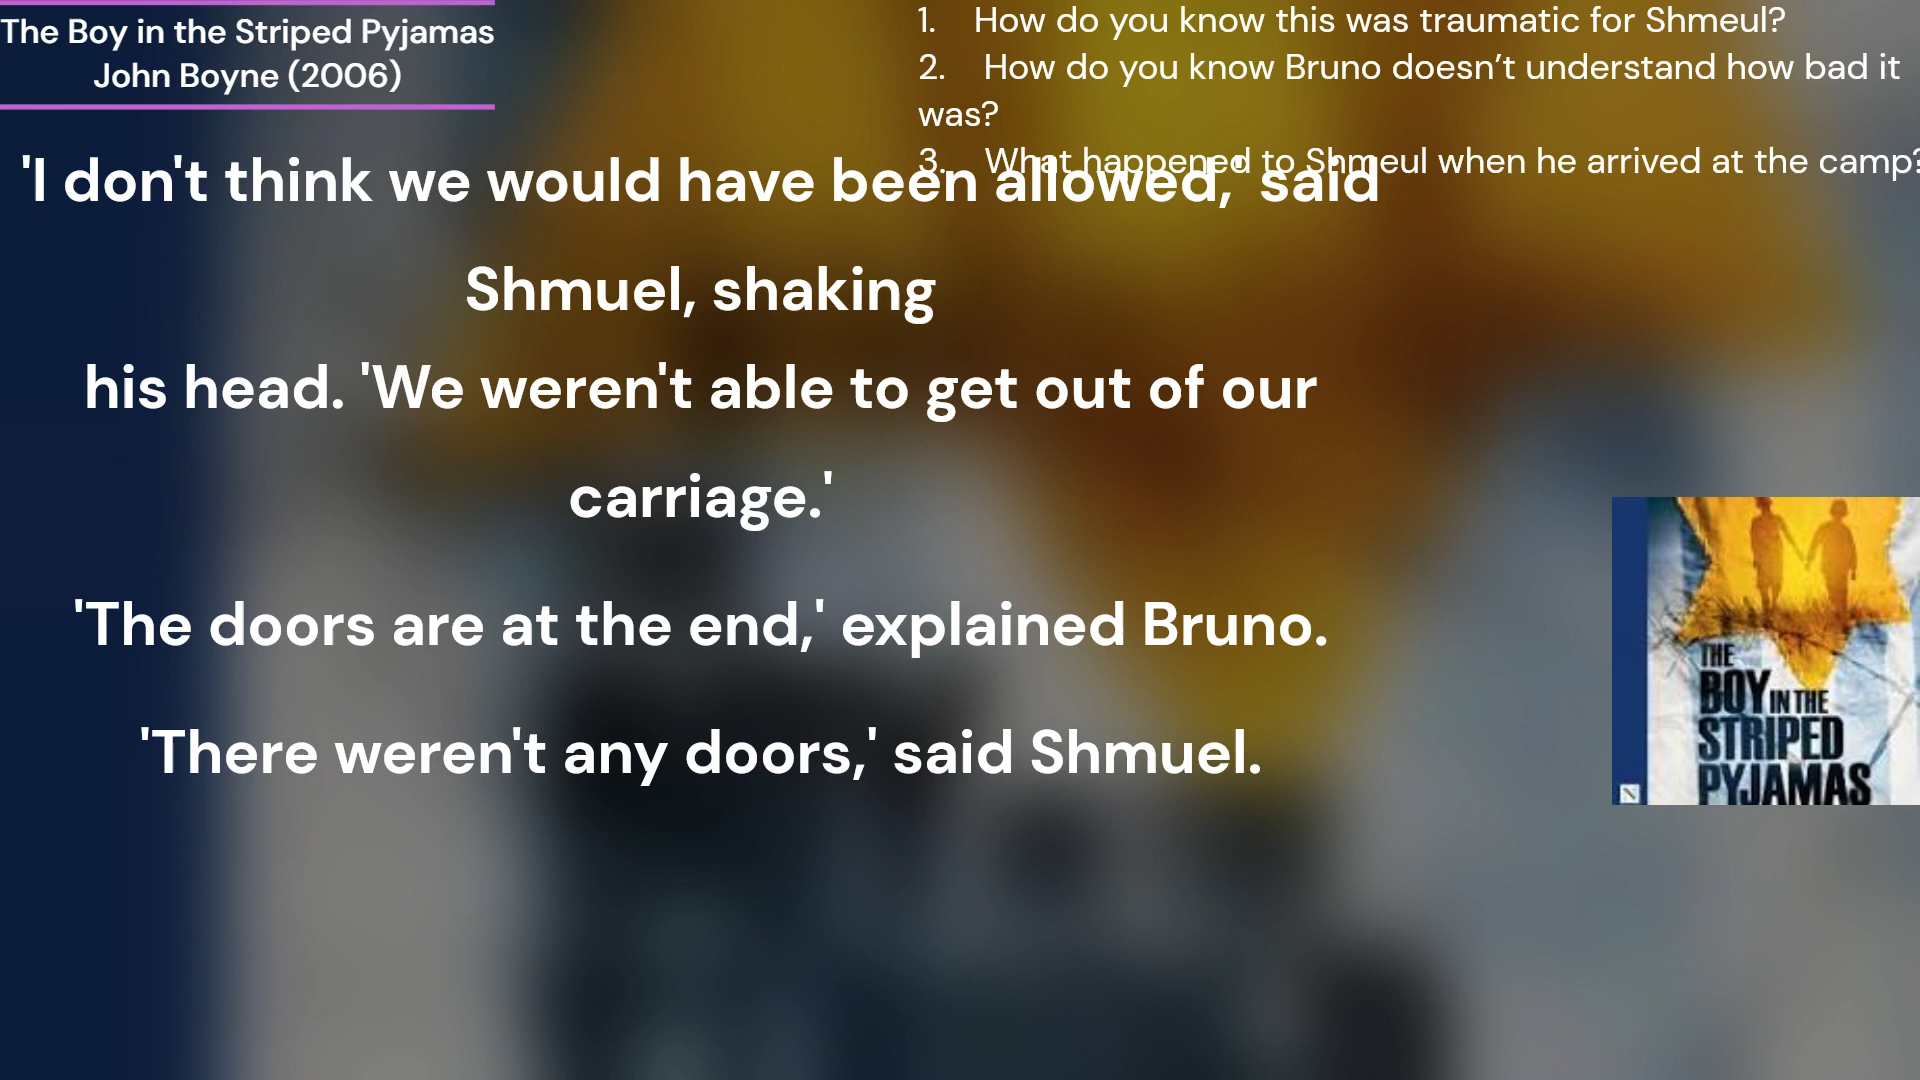 The Boy in the Striped Pyjamas
John Boyne (2006)
1. How do you know this was traumatic for Shmeul?
2. How do you know Bruno doesn’t understand how bad it
was?
3. What happened to Shmeul when he arrived at the camp?
'I don't think we would have been allowed,' said
Shmuel, shaking
his head. 'We weren't able to get out of our
carriage.'
'The doors are at the end,' explained Bruno.
'There weren't any doors,' said Shmuel.
THE
BOY IN THE
STRIPED
PYJAMAS